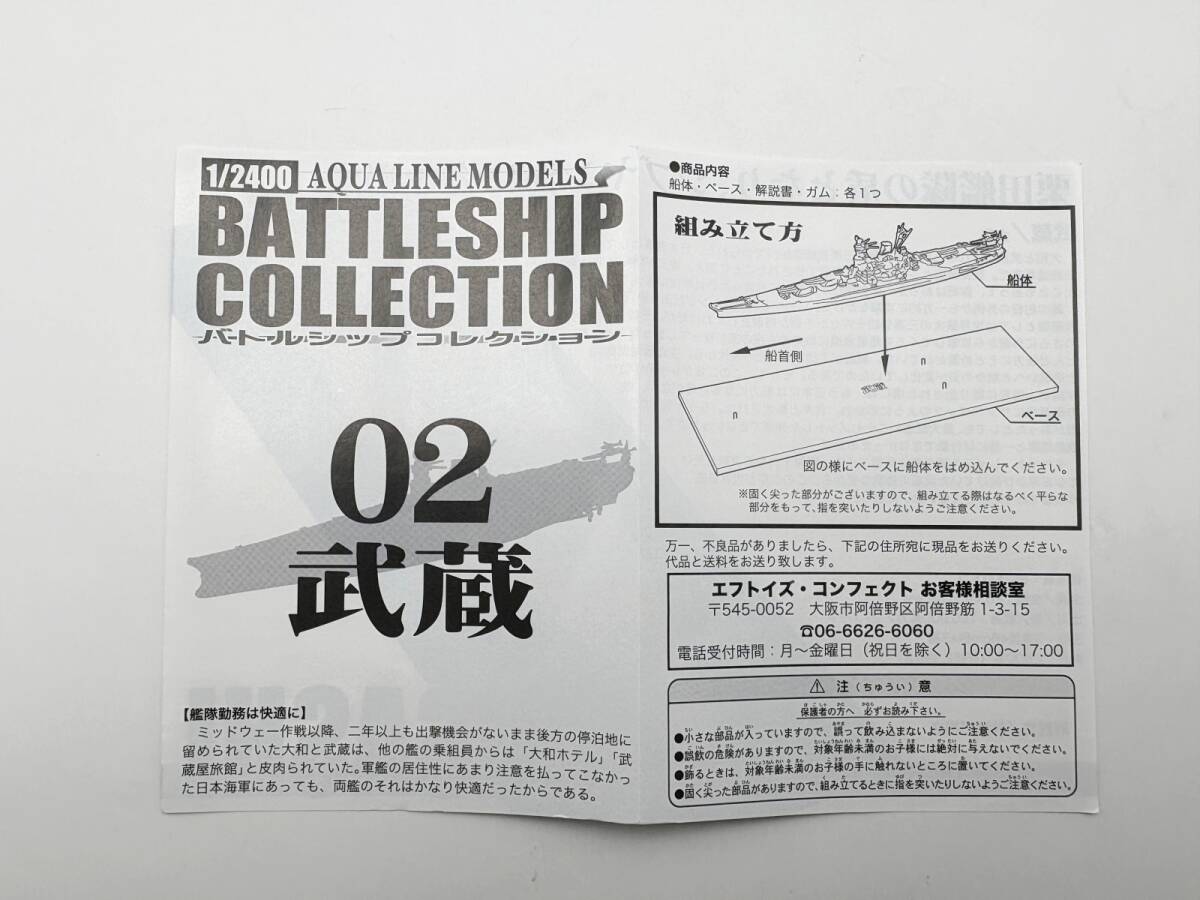 1/2400 AQUA LINE MODELS
BATTLESHIP
COLLECTION
バトルシップコレクション
02
武蔵
【艦隊勤務は快適に】
ミッドウェー作戦以降、二年以上も出撃機会がないまま後方の停泊地に
留められていた大和と武蔵は、他の艦の乗組員からは「大和ホテル」「武
蔵屋旅館」と皮肉られていた。軍艦の居住性にあまり注意を払ってこなかっ
た日本海軍にあっても、両艦のそれはかなり快適だったからである。
●商品内容
船体・ベース・解説書・ガム:各1つ
組み立て方
船体
船首側
ベース
図の様にベースに船体をはめ込んでください。
※固く尖った部分がございますので、組み立てる際はなるべく平らな
部分をもって、指を突いたりしないようご注意ください。
万一、不良品がありましたら、下記の住所宛に現品をお送りください。
代品と送料をお送り致します。
エフトイズ・コンフェクト お客様相談室
〒545-0052 大阪市阿倍野区阿倍野筋 1-3-15
☎06-6626-6060
電話受付時間:月〜金曜日(祝日を除く)10:00〜17:00
⚠ 注(ちゅうい)意
保護者の方へ 必ずお読み下さい。
●小さな部品が入っていますので、誤って飲み込まないようにご注意ください。
●誤飲の危険がありますので、対象年齢未満のお子様には絶対に与えないでください。
●飾るときは、対象年齢未満のお子様の手に触れないところに置いてください。
●固く尖った部品がありますので、組み立てるときに指を突いたりしないようご注意ください。